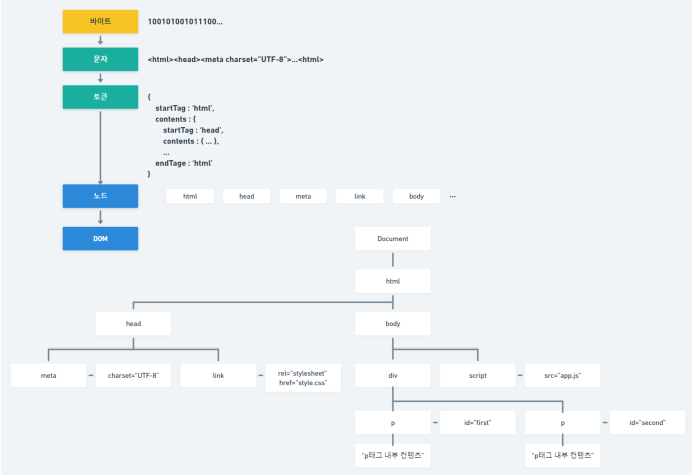 바이트
100101001011100...
문자
<html><head><meta charset="UTF-8">...<html>
토큰
{
startTag : 'html',
contents : {
startTag : 'head',
contents : { ... },
...
endTage : 'html'
}
노드
html head meta link body ...
DOM
Document
html
head body
meta - charset="UTF-8" link - rel="stylesheet"
href="style.css"
div script - src="app.js"
p - id="first" p - id="second"
"p태그 내부 컨텐츠" "p태그 내부 컨텐츠"